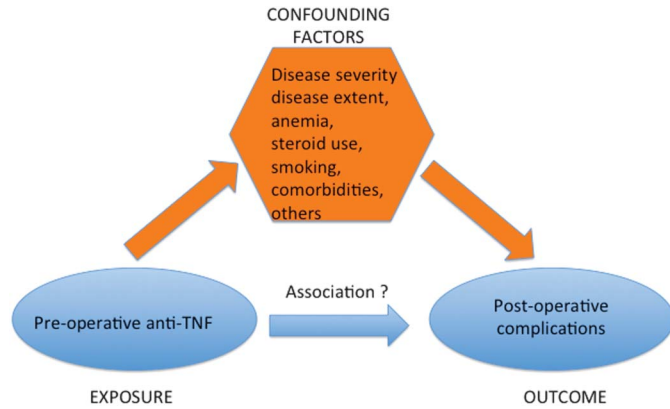 CONFOUNDING
FACTORS
Disease severity
disease extent,
anemia,
steroid use,
smoking,
comorbidities,
others
Association ?
Pre-operative anti-TNF
Post-operative
complications
EXPOSURE
OUTCOME